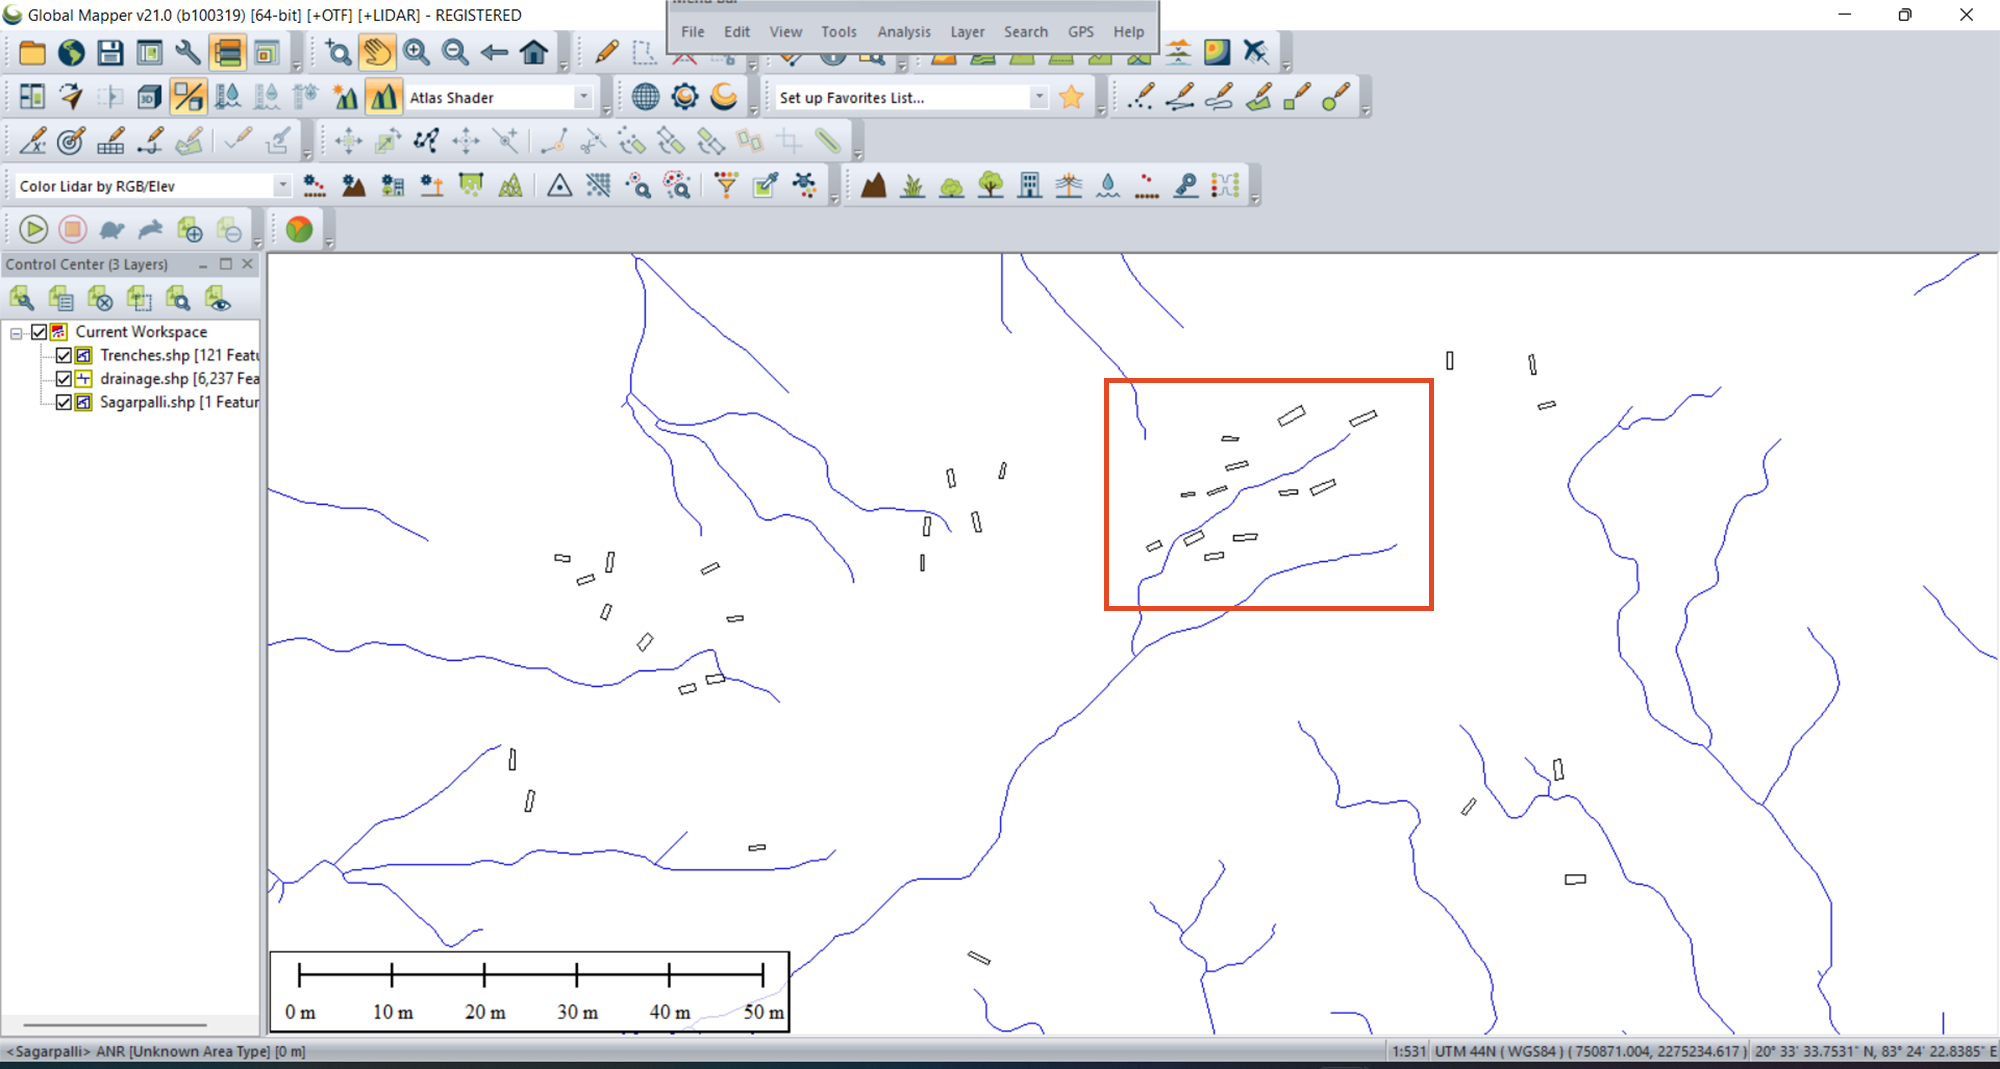 Global Mapper v21.0 (b100319) [64-bit] [+OTF] [+LIDAR] - REGISTERED
Menu Bar
File Edit View Tools Analysis Layer Search GPS Help
3D
Atlas Shader
Set up Favorites List...
Color Lidar by RGB/Elev
Control Center (3 Layers)
Current Workspace
Trenches.shp [121 Featu
drainage.shp [6,237 Fea
Sagarpalli.shp [1 Featur
0 m 10 m 20 m 30 m 40 m 50 m
<Sagarpalli> ANR [Unknown Area Type] [0 m]
1:531 UTM 44N ( WGS84 ) ( 750871.004, 2275234.617 ) 20° 33' 33.7531" N, 83° 24' 22.8385" E